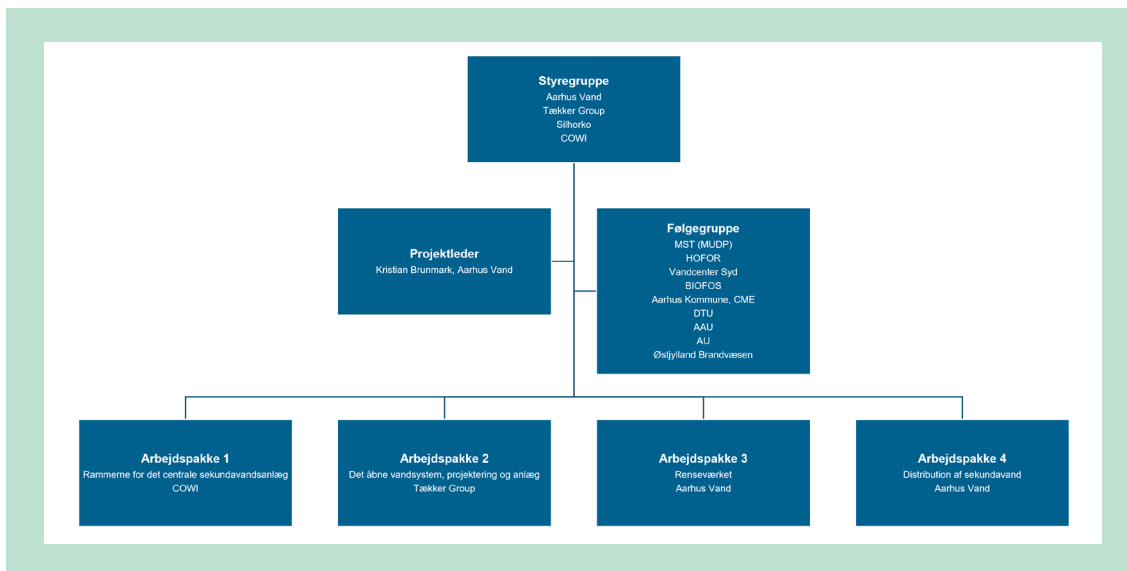 Styregruppe
Aarhus Vand
Tækker Group
Silhorko
COWI
Projektleder
Kristian Brunmark, Aarhus Vand
Følgegruppe
MST (MUDP)
HOFOR
Vandcenter Syd
BIOFOS
Aarhus Kommune, CME
DTU
AAU
AU
Østjylland Brandvæsen
Arbejdspakke 1
Rammerne for det centrale sekundavandsanlæg
COWI
Arbejdspakke 2
Det åbne vandsystem, projektering og anlæg
Tækker Group
Arbejdspakke 3
Renseværket
Aarhus Vand
Arbejdspakke 4
Distribution af sekundavand
Aarhus Vand